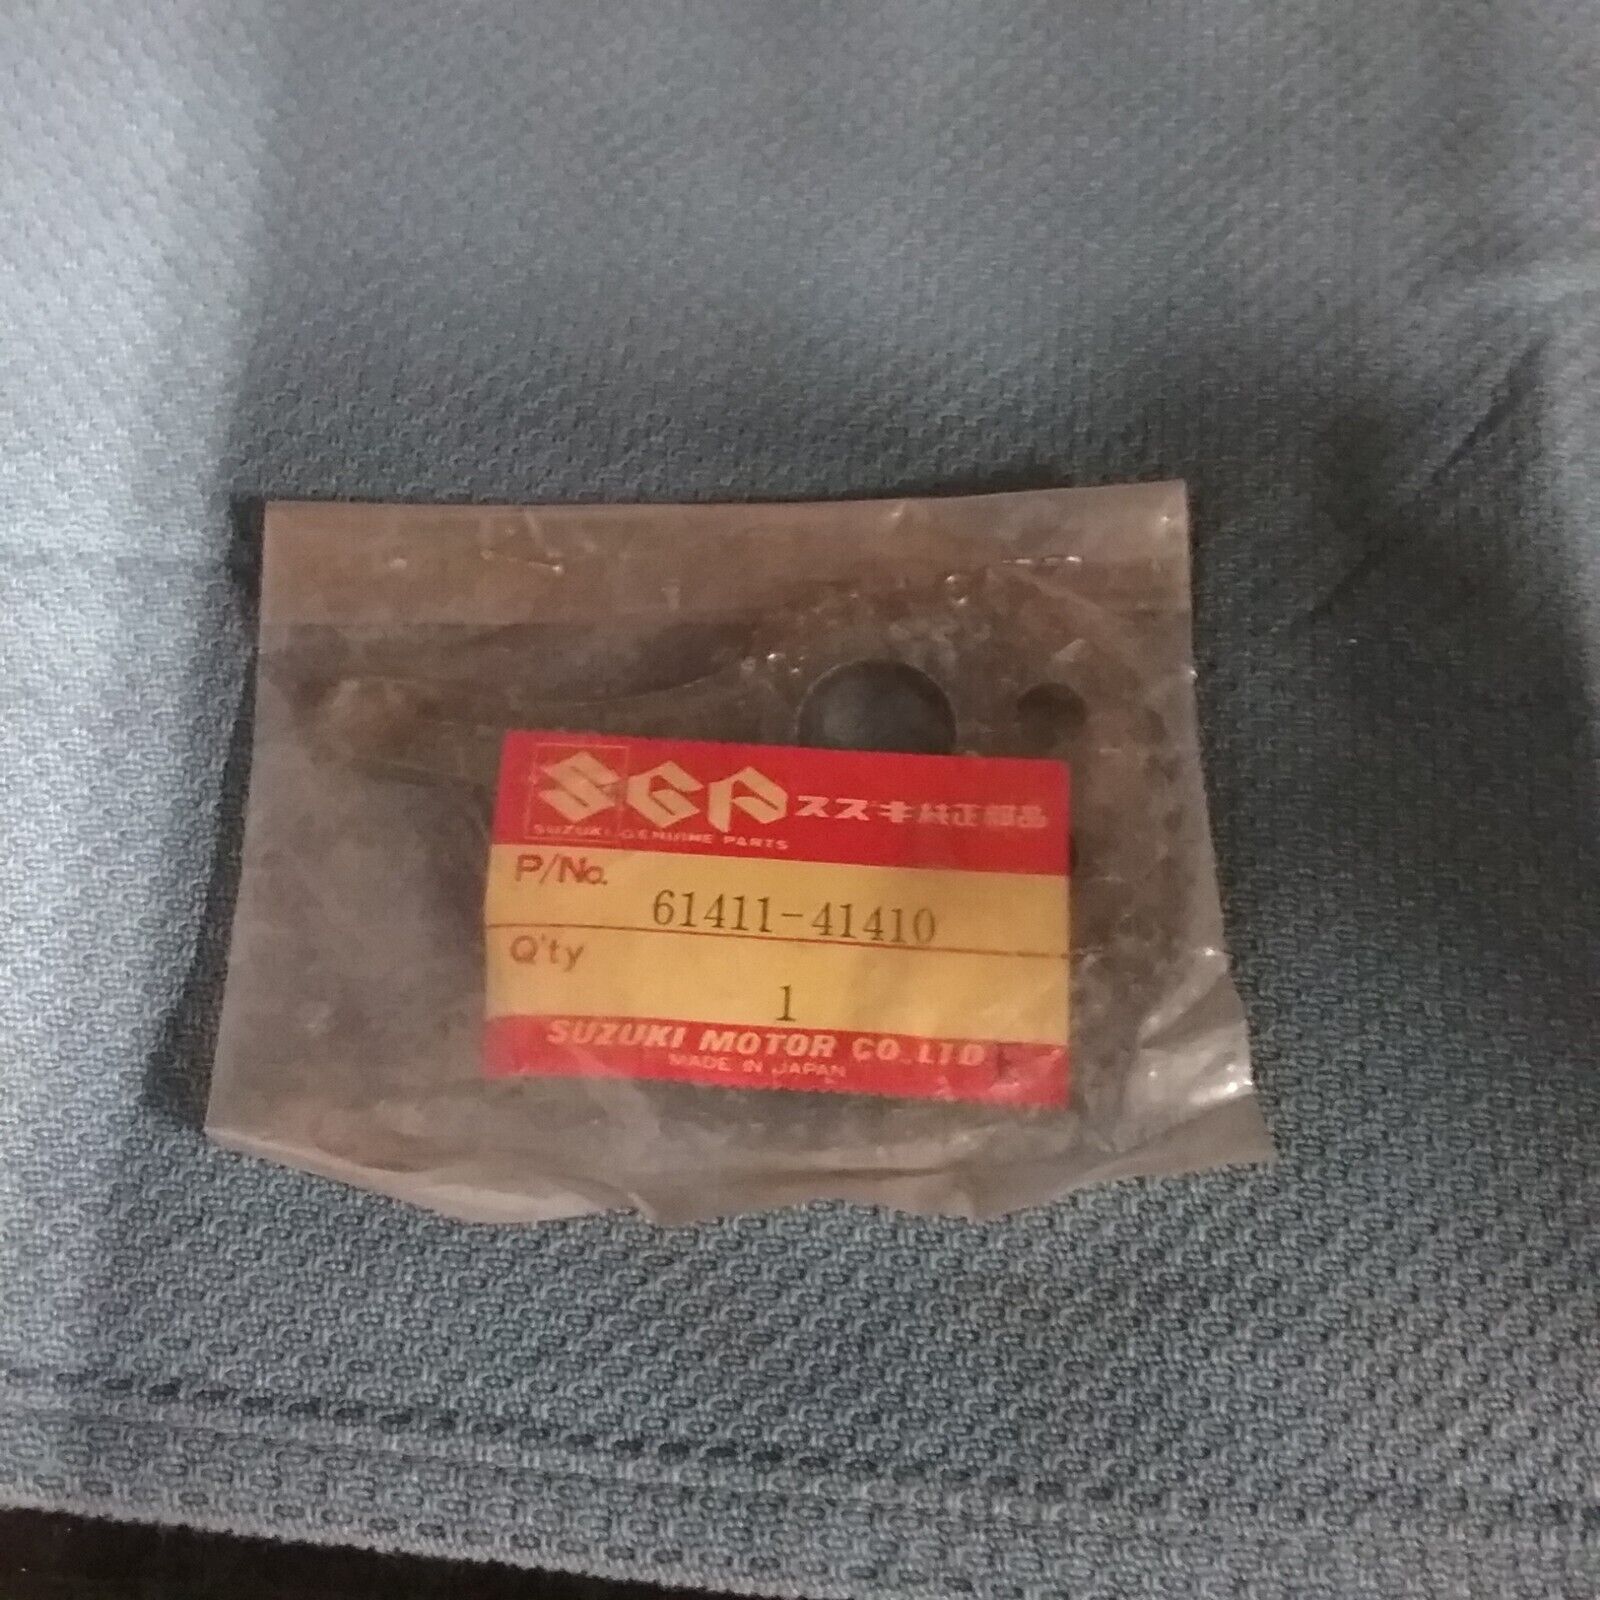 SGP スズキ純正部品
SUZUKI GENUINE PARTS
P/No.
61411-41410
Q'ty
1
SUZUKI MOTOR CO., LTD
MADE IN JAPAN